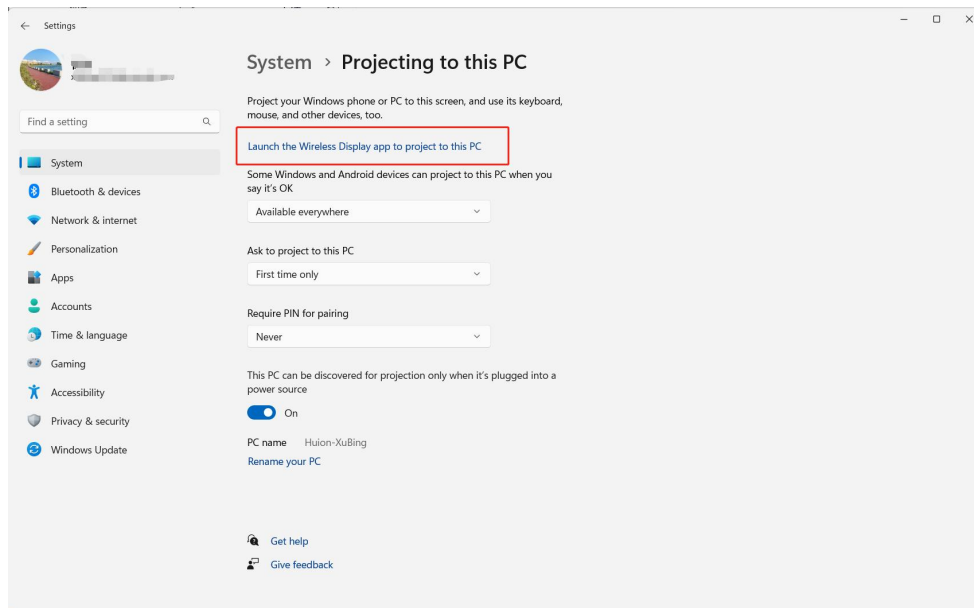 Settings
System > Projecting to this PC
Project your Windows phone or PC to this screen, and use its keyboard,
mouse, and other devices, too.
Find a setting
Launch the Wireless Display app to project to this PC
System
Some Windows and Android devices can project to this PC when you
say it's OK
Bluetooth & devices
Available everywhere
Network & internet
Personalization
Ask to project to this PC
Apps
First time only
Accounts
Require PIN for pairing
Time & language
Never
Gaming
This PC can be discovered for projection only when it's plugged into a
power source
Accessibility
On
Privacy & security
PC name Huion-XuBing
Windows Update
Rename your PC
Get help
Give feedback